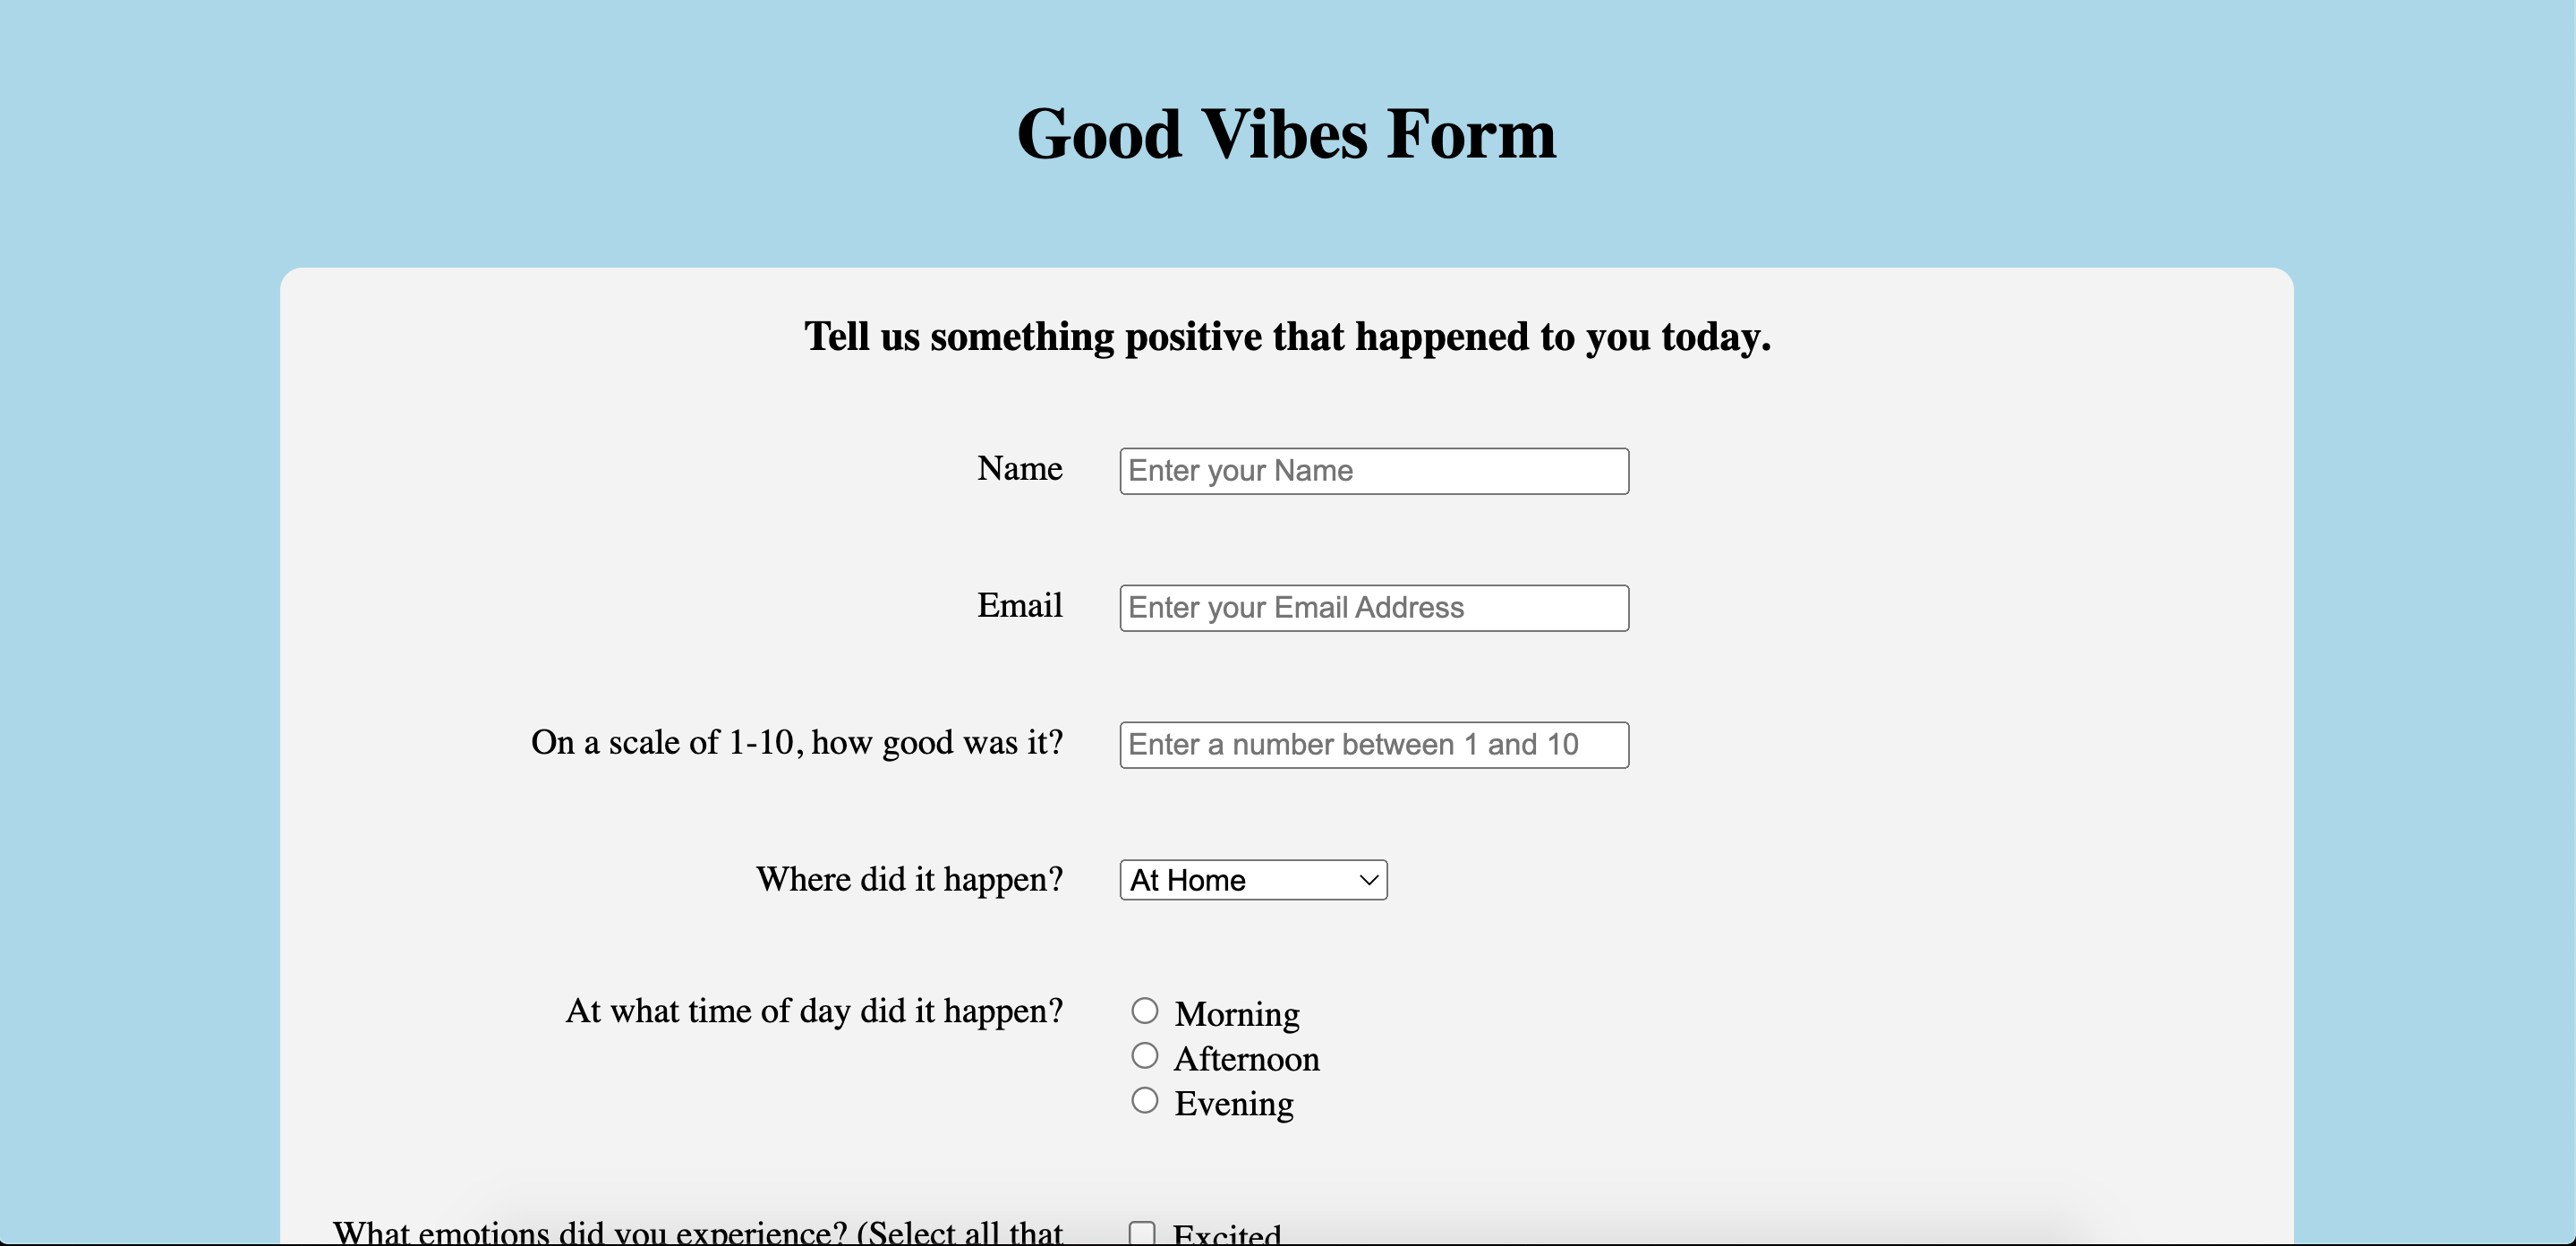 Good Vibes Form
Tell us something positive that happened to you today.
Name
Enter your Name
Email
Enter your Email Address
On a scale of 1-10, how good was it?
Enter a number between 1 and 10
Where did it happen?
At Home
At what time of day did it happen?
Morning
Afternoon
Evening
What emotions did you experience? (Select all that
Excited